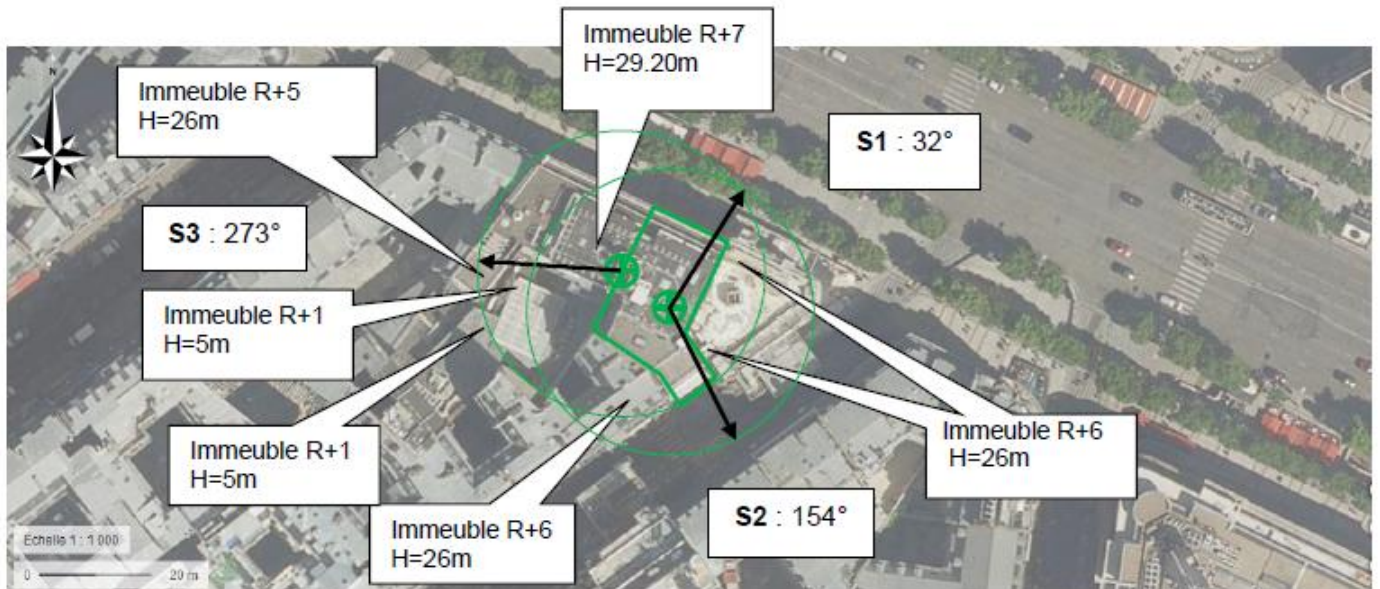 Immeuble R+7
H=29.20m
Immeuble R+5
H=26m
N
S1 : 32°
S3 : 273°
Immeuble R+1
H=5m
Immeuble R+1
H=5m
Immeuble R+6
H=26m
Immeuble R+6
H=26m
S2 : 154°
Echelle 1 : 1 000
0 20 m